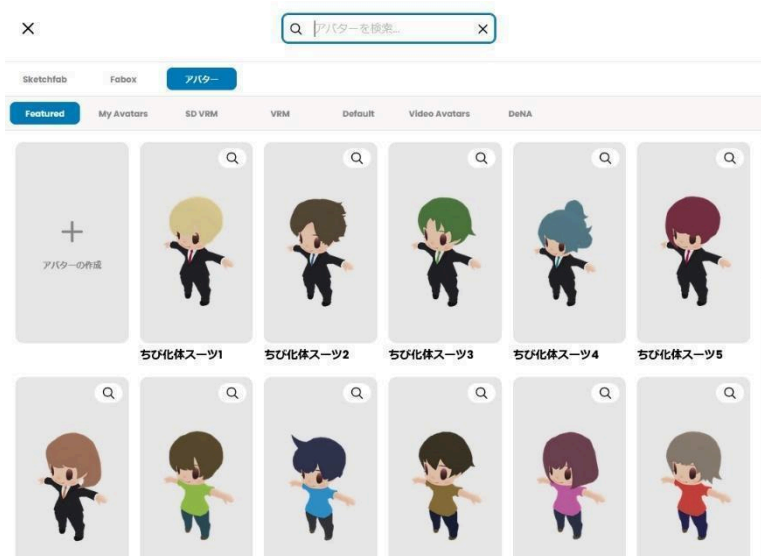 アバターを検索...
Sketchfab Fabox アバター
Featured My Avatars SD VRM VRM Default Video Avatars DeNA
アバターの作成
ちび化体スーツ1 ちび化体スーツ2 ちび化体スーツ3 ちび化体スーツ4 ちび化体スーツ5